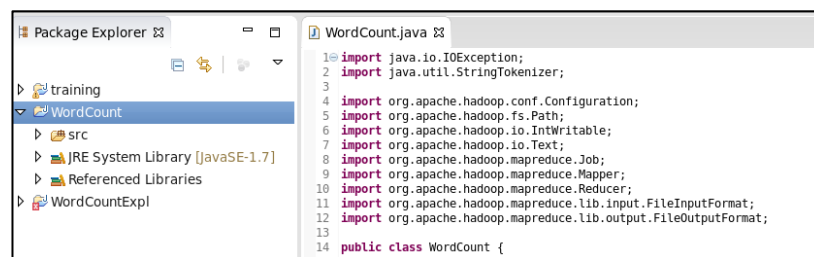 Package Explorer
training
WordCount
src
JRE System Library [JavaSE-1.7]
Referenced Libraries
WordCountExpl
WordCount.java
1 import java.io.IOException;
2 import java.util.StringTokenizer;
3
4 import org.apache.hadoop.conf.Configuration;
5 import org.apache.hadoop.fs.Path;
6 import org.apache.hadoop.io.IntWritable;
7 import org.apache.hadoop.io.Text;
8 import org.apache.hadoop.mapreduce.Job;
9 import org.apache.hadoop.mapreduce.Mapper;
10 import org.apache.hadoop.mapreduce.Reducer;
11 import org.apache.hadoop.mapreduce.lib.input.FileInputFormat;
12 import org.apache.hadoop.mapreduce.lib.output.FileOutputFormat;
13
14 public class WordCount {